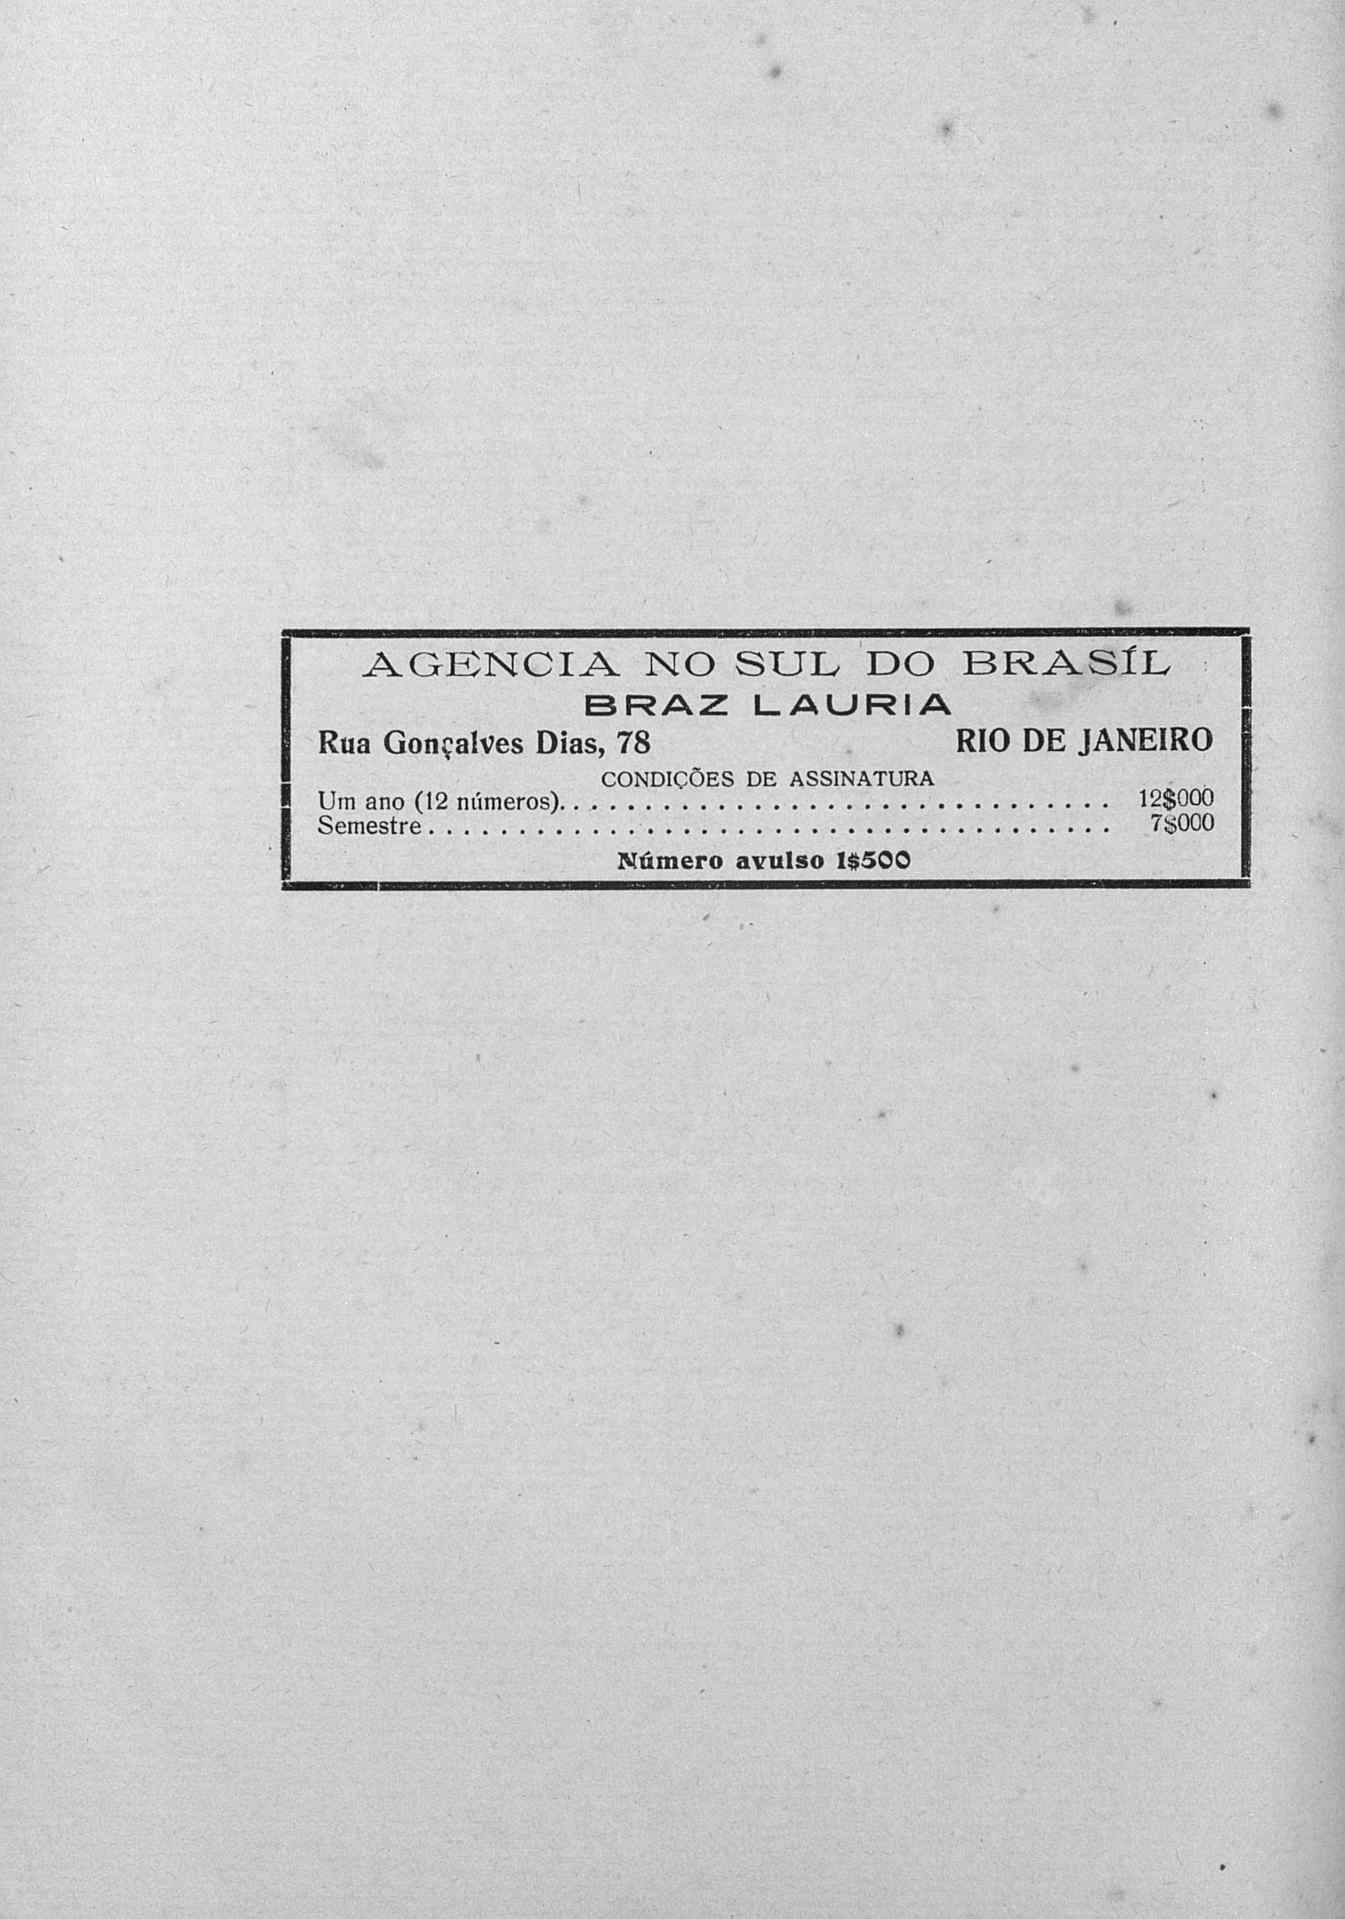 AGENCIA NO SUL DO BRASÍL
BRAZ LAURIA
Rua Gonçalves Dias, 78 RIO DE JANEIRO
CONDIÇÕES DE ASSINATURA
Um ano (12 números)................................ 12$000
Semestre....................................... 7$000
Número avulso 1$500